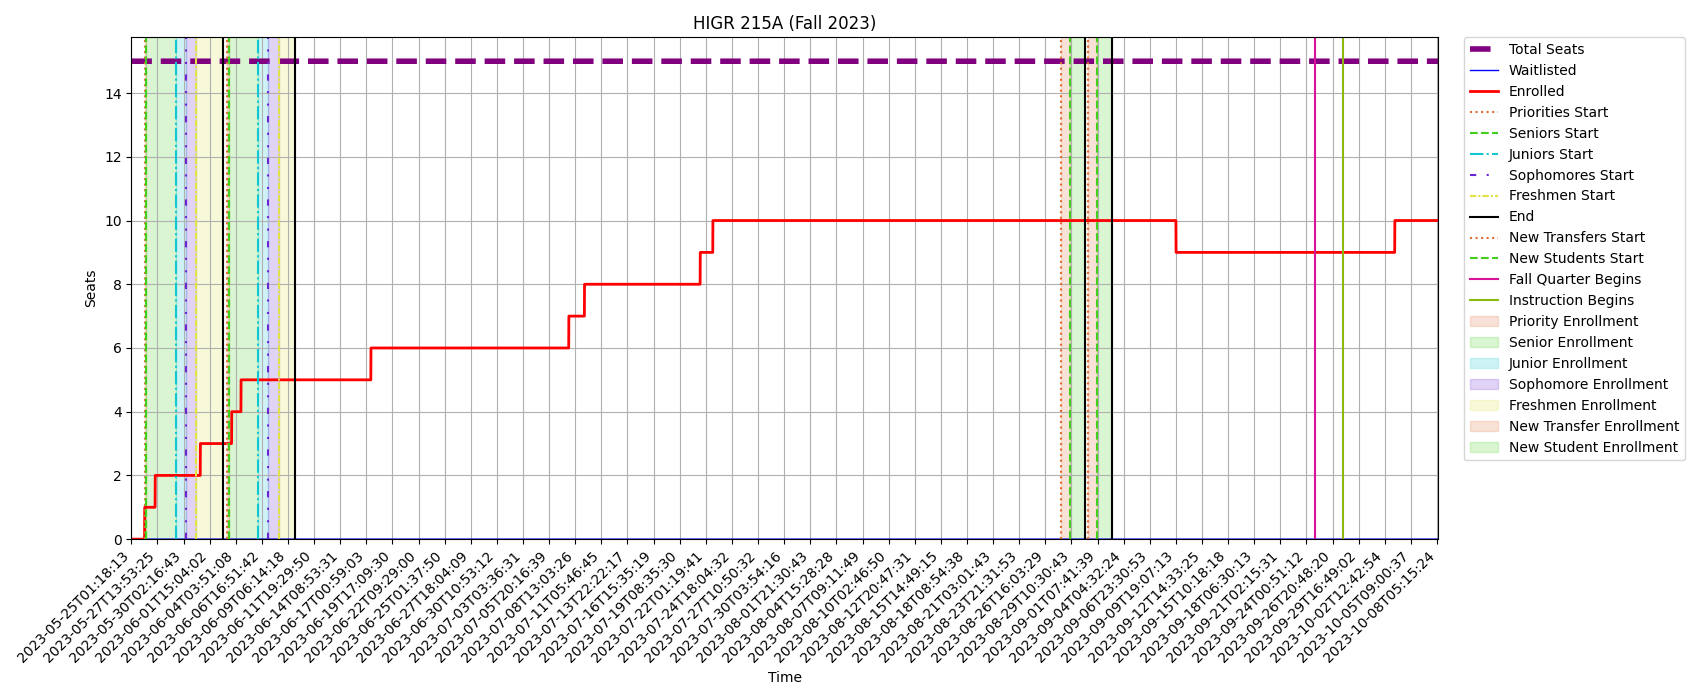 HIGR 215A (Fall 2023)
Seats
14
12
10
8
6
4
2
0
2023-05-25T01:18:13
2023-05-27T13:53:25
2023-05-30T02:16:43
2023-06-01T15:04:02
2023-06-04T03:51:08
2023-06-06T16:51:42
2023-06-09T06:14:18
2023-06-11T19:29:50
2023-06-14T08:53:31
2023-06-17T00:59:03
2023-06-19T17:09:30
2023-06-22T09:29:00
2023-06-25T01:37:50
2023-06-27T18:04:09
2023-06-30T10:53:12
2023-07-03T03:36:31
2023-07-05T20:16:39
2023-07-08T13:03:26
2023-07-11T05:46:45
2023-07-13T22:22:17
2023-07-16T15:35:19
2023-07-19T08:35:30
2023-07-22T01:19:41
2023-07-24T18:04:32
2023-07-27T10:50:32
2023-07-30T03:54:16
2023-08-01T21:30:43
2023-08-04T15:28:28
2023-08-07T09:11:49
2023-08-10T02:46:50
2023-08-12T20:47:31
2023-08-15T14:49:15
2023-08-18T08:54:38
2023-08-21T03:01:43
2023-08-23T21:31:53
2023-08-26T16:03:29
2023-08-29T11:30:43
2023-09-01T07:41:39
2023-09-04T04:32:24
2023-09-06T23:30:53
2023-09-09T19:07:13
2023-09-12T14:33:25
2023-09-15T10:18:18
2023-09-18T06:30:13
2023-09-21T02:15:31
2023-09-24T00:51:12
2023-09-26T20:48:20
2023-09-29T16:49:02
2023-10-02T12:42:54
2023-10-05T09:00:37
2023-10-08T05:15:24
Time
Total Seats
Waitlisted
Enrolled
Priorities Start
Seniors Start
Juniors Start
Sophomores Start
Freshmen Start
End
New Transfers Start
New Students Start
Fall Quarter Begins
Instruction Begins
Priority Enrollment
Senior Enrollment
Junior Enrollment
Sophomore Enrollment
Freshmen Enrollment
New Transfer Enrollment
New Student Enrollment